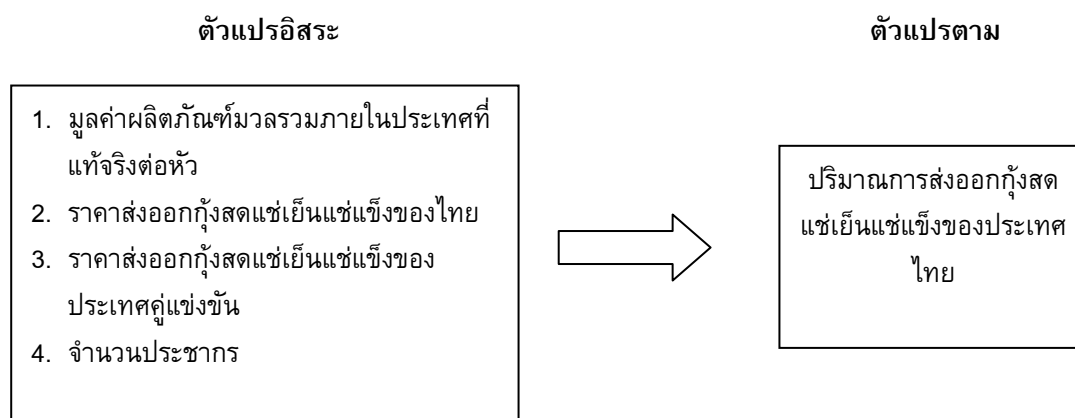 ตัวแปรอิสระ
ตัวแปรตาม
1. มูลค่าผลิตภัณฑ์มวลรวมภายในประเทศที่
แท้จริงต่อหัว
2. ราคาส่งออกกุ้งสดแช่เย็นแช่แข็งของไทย
3. ราคาส่งออกกุ้งสดแช่เย็นแช่แข็งของ
ประเทศคู่แข่งขัน
4. จำนวนประชากร
ปริมาณการส่งออกกุ้งสด
แช่เย็นแช่แข็งของประเทศ
ไทย